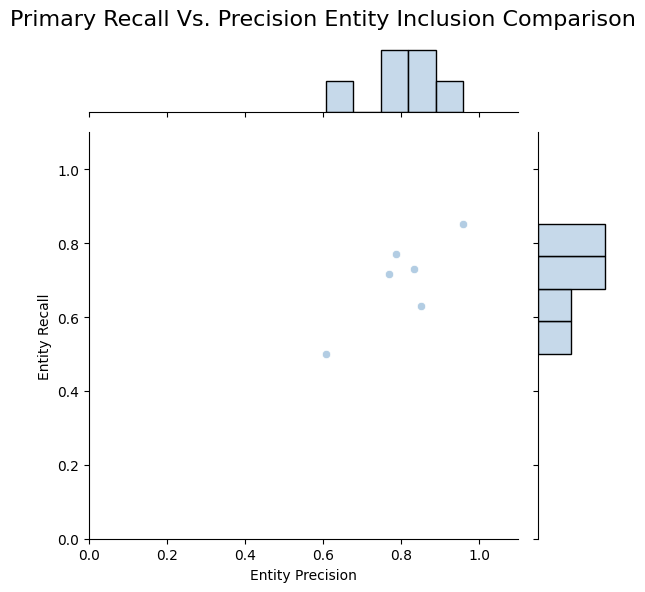 Primary Recall Vs. Precision Entity Inclusion Comparison
1.0
0.8
0.6
0.4
0.2
0.0
Entity Recall
0.0 0.2 0.4 0.6 0.8 1.0
Entity Precision